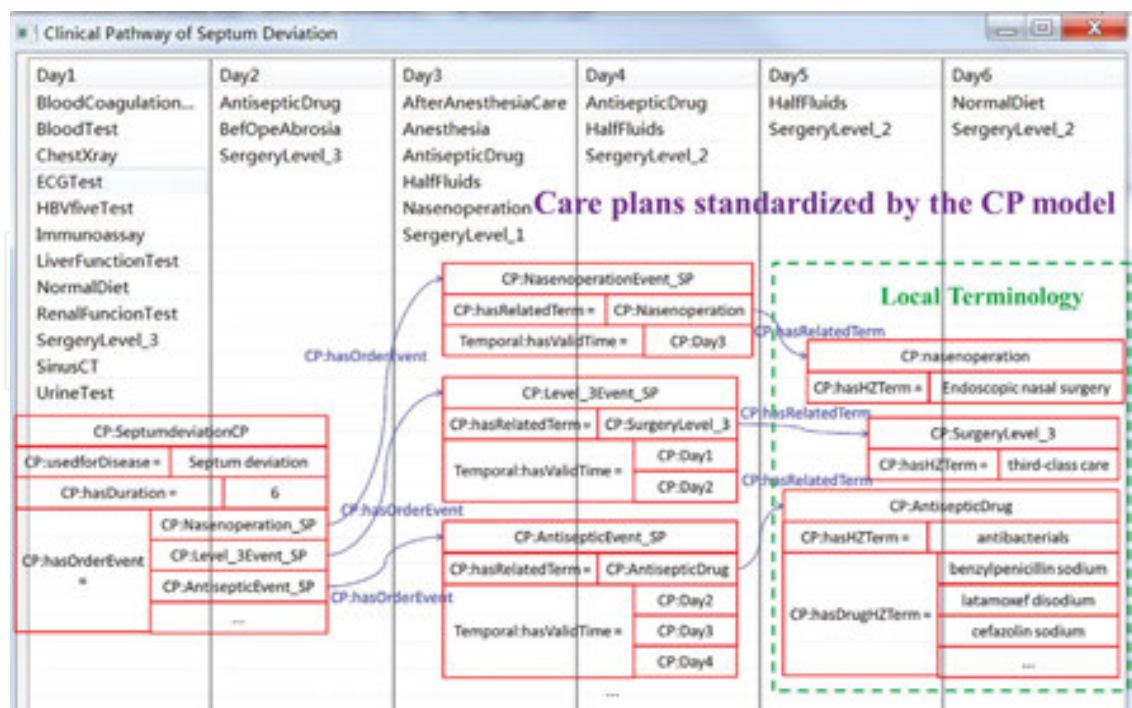 Clinical Pathway of Septum Deviation
Day1
BloodCoagulation...
BloodTest
ChestXray
ECGTest
HBVfiveTest
Immunoassay
LiverFunctionTest
NormalDiet
RenalFuncionTest
SergeryLevel_3
SinusCT
UrineTest
Day2
AntisepticDrug
BefOpeAbrosia
SergeryLevel_3
Day3
AfterAnesthesiaCare
Anesthesia
AntisepticDrug
HalfFluids
Nasenoperation
SergeryLevel_1
Day4
AntisepticDrug
HalfFluids
SergeryLevel_2
Day5
HalfFluids
SergeryLevel_2
Day6
NormalDiet
SergeryLevel_2
Care plans standardized by the CP model
CP:SeptumdeviationCP
CP:usedforDisease = Septum deviation
CP:hasDuration = 6
CP:hasOrderEvent =
CP:Nasenoperation_SP
CP:Level_3Event_SP
CP:AntisepticEvent_SP
...
CP:hasOrderEvent
CP:hasOrderEvent
CP:hasOrderEvent
CP:NasenoperationEvent_SP
CP:hasRelatedTerm = CP:Nasenoperation
Temporal:hasValidTime = CP:Day3
CP:Level_3Event_SP
CP:hasRelatedTerm = CP:SurgeryLevel_3
Temporal:hasValidTime =
CP:Day1
CP:Day2
CP:AntisepticEvent_SP
CP:hasRelatedTerm = CP:AntisepticDrug
Temporal:hasValidTime =
CP:Day2
CP:Day3
CP:Day4
...
CP:hasRelatedTerm
CP:hasRelatedTerm
CP:hasRelatedTerm
Local Terminology
CP:nasenoperation
CP:hasHZTerm = Endoscopic nasal surgery
CP:SurgeryLevel_3
CP:hasHZTerm = third-class care
CP:AntisepticDrug
CP:hasHZTerm = antibacterials
CP:hasDrugHZTerm =
benzylpenicillin sodium
latamoxef disodium
cefazolin sodium
...